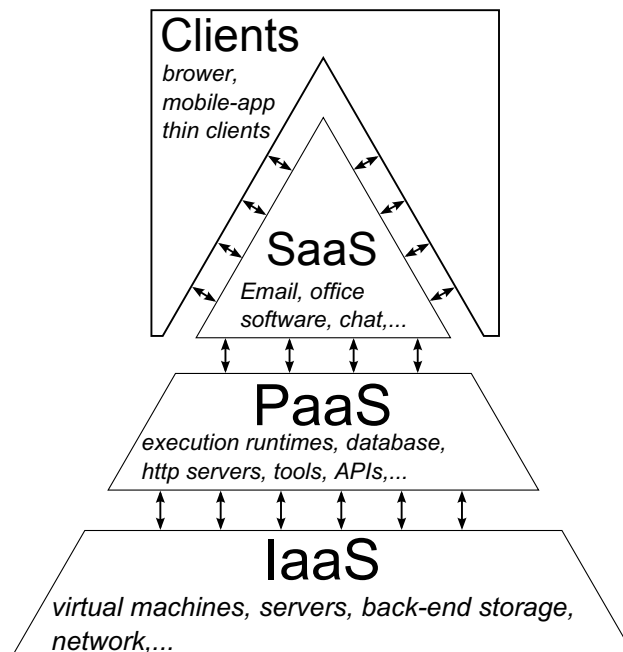 Clients
brower,
mobile-app
thin clients
SaaS
Email, office
software, chat,...
PaaS
execution runtimes, database,
http servers, tools, APIs,...
IaaS
virtual machines, servers, back-end storage,
network,...